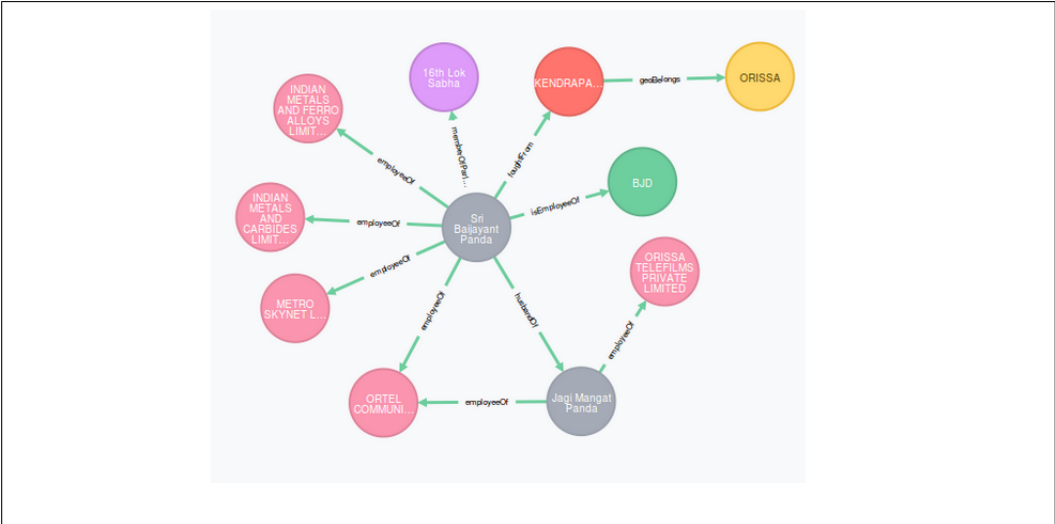 16th Lok
Sabha
KENDRAPA...
geoBelongs
ORISSA
INDIAN
METALS
AND FERRO
ALLOYS
LIMIT...
memberOfParl...
foughtFrom
employeeOf
BJD
isEmployeeOf
INDIAN
METALS
AND
CARBIDES
LIMIT...
employeeOf
Sri
Baijayant
Panda
ORISSA
TELEFILMS
PRIVATE
LIMITED
employeeOf
METRO
SKYNET L...
employeeOf
husbandOf
employeeOf
ORTEL
COMMUNI...
employeeOf
Jagi Mangat
Panda